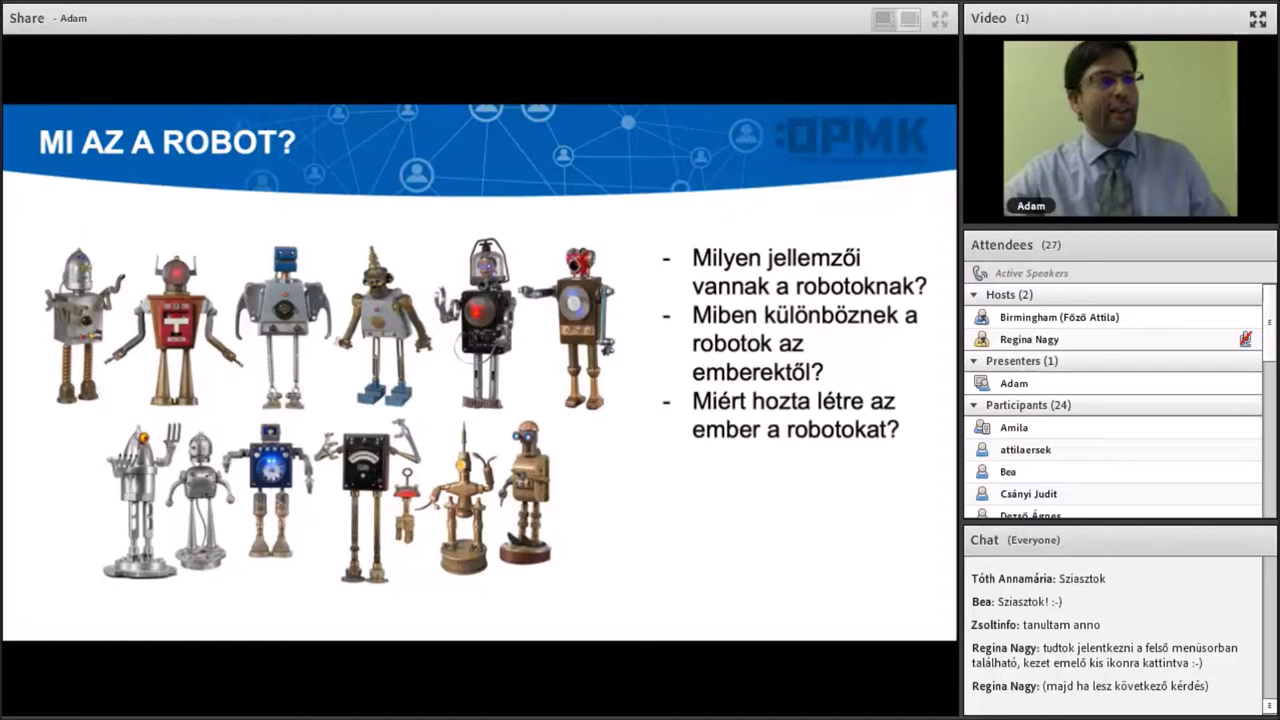 Share - Adam
MI AZ A ROBOT?
:OPMK
- Milyen jellemzői
vannak a robotoknak?
- Miben különböznek a
robotok az
emberektől?
- Miért hozta létre az
ember a robotokat?
Video (1)
Adam
Attendees (27)
Active Speakers
Hosts (2)
Birmingham (Főző Attila)
Regina Nagy
Presenters (1)
Adam
Participants (24)
Amila
attilaersek
Bea
Csányi Judit
Dezső Ágnes
Chat (Everyone)
Tóth Annamária: Sziasztok
Bea: Sziasztok! :-)
Zsoltinfo: tanultam anno
Regina Nagy: tudtok jelentkezni a felső menüsorban
található, kezet emelő kis ikonra kattintva :-)
Regina Nagy: (majd ha lesz következő kérdés)